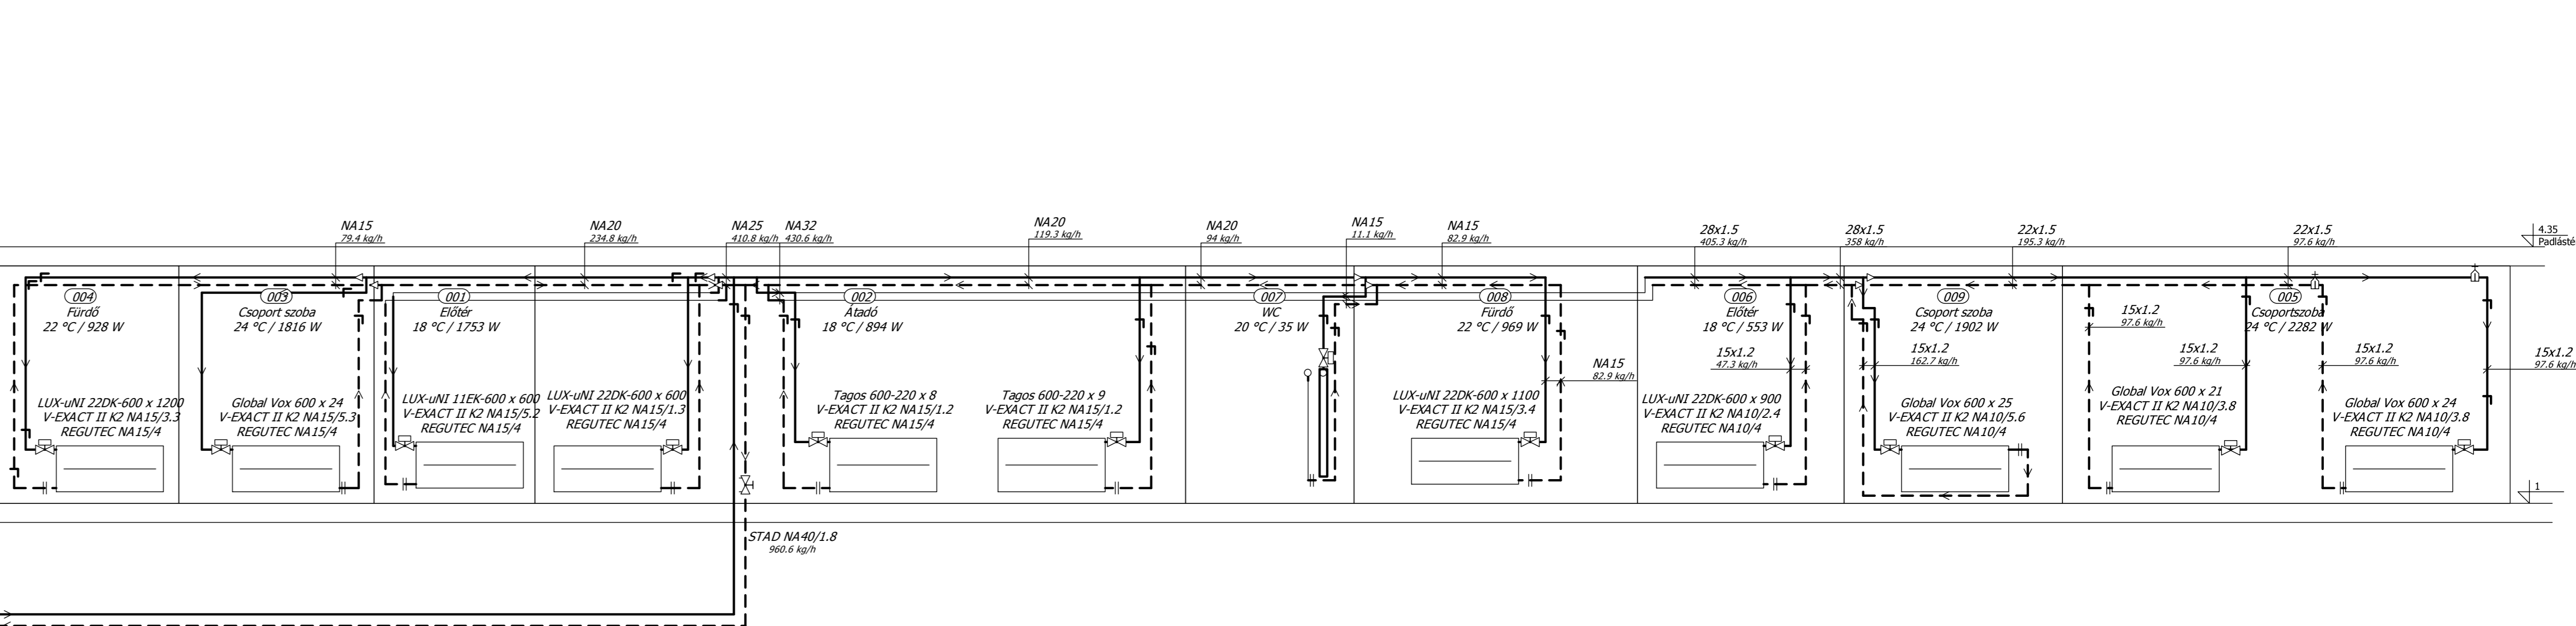 NA15
79.4 kg/h
NA20
234.8 kg/h
NA25
410.8 kg/h
NA32
430.6 kg/h
NA20
119.3 kg/h
NA20
94 kg/h
NA15
11.1 kg/h
NA15
82.9 kg/h
28x1.5
405.3 kg/h
28x1.5
358 kg/h
22x1.5
195.3 kg/h
22x1.5
97.6 kg/h
4.35
Padlásté
004
Fürdő
22 °C / 928 W
003
Csoport szoba
24 °C / 1816 W
001
Előtér
18 °C / 1753 W
002
Átadó
18 °C / 894 W
007
WC
20 °C / 35 W
008
Fürdő
22 °C / 969 W
006
Előtér
18 °C / 553 W
009
Csoport szoba
24 °C / 1902 W
005
Csoportszoba
24 °C / 2282 W
15x1.2
97.6 kg/h
15x1.2
47.3 kg/h
15x1.2
162.7 kg/h
15x1.2
97.6 kg/h
15x1.2
97.6 kg/h
15x1.2
97.6 kg/h
NA15
82.9 kg/h
LUX-uNI 22DK-600 x 1200
V-EXACT II K2 NA15/3.3
REGUTEC NA15/4
Global Vox 600 x 24
V-EXACT II K2 NA15/5.3
REGUTEC NA15/4
LUX-uNI 11EK-600 x 600
V-EXACT II K2 NA15/5.2
REGUTEC NA15/4
LUX-uNI 22DK-600 x 600
V-EXACT II K2 NA15/1.3
REGUTEC NA15/4
Tagos 600-220 x 8
V-EXACT II K2 NA15/1.2
REGUTEC NA15/4
Tagos 600-220 x 9
V-EXACT II K2 NA15/1.2
REGUTEC NA15/4
LUX-uNI 22DK-600 x 1100
V-EXACT II K2 NA15/3.4
REGUTEC NA15/4
LUX-uNI 22DK-600 x 900
V-EXACT II K2 NA10/2.4
REGUTEC NA10/4
Global Vox 600 x 25
V-EXACT II K2 NA10/5.6
REGUTEC NA10/4
Global Vox 600 x 21
V-EXACT II K2 NA10/3.8
REGUTEC NA10/4
Global Vox 600 x 24
V-EXACT II K2 NA10/3.8
REGUTEC NA10/4
1
STAD NA40/1.8
960.6 kg/h